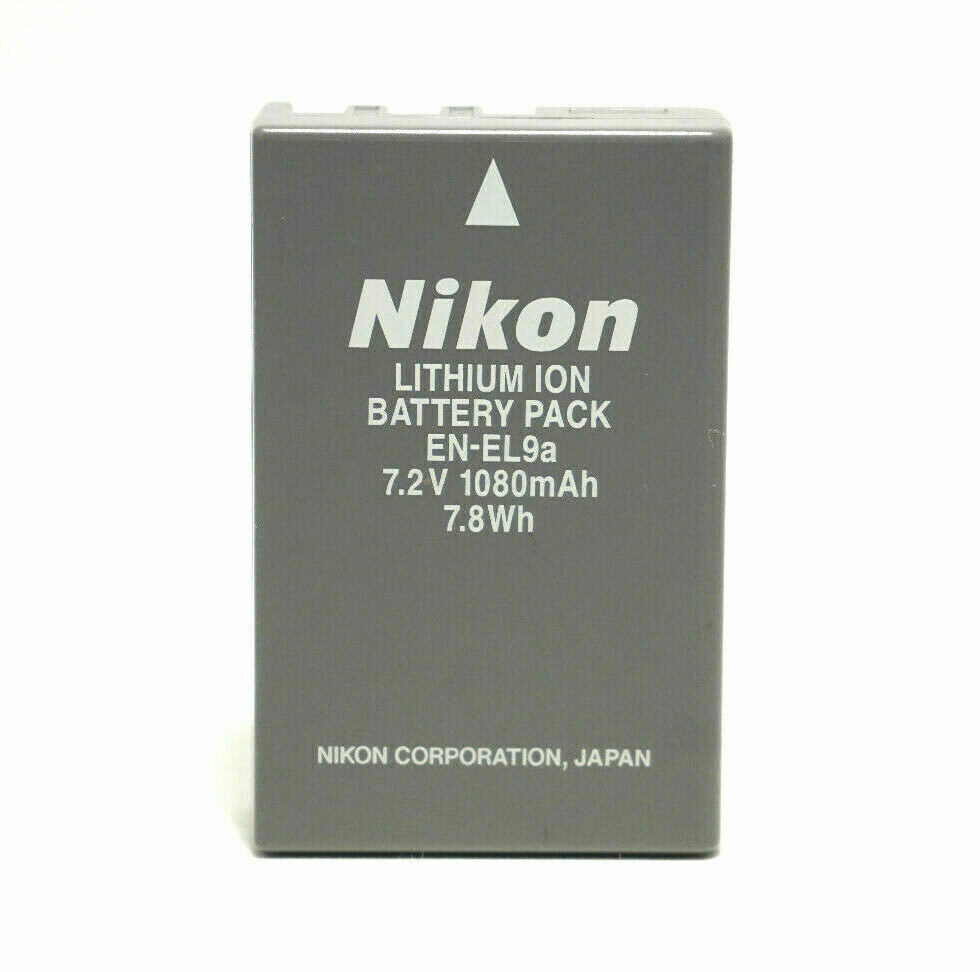 Nikon
LITHIUM ION
BATTERY PACK
EN-EL9a
7.2V 1080mAh
7.8Wh
NIKON CORPORATION, JAPAN